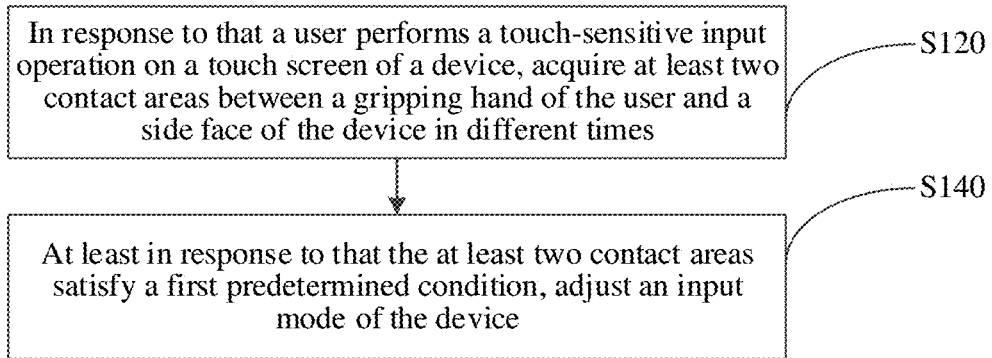 In response to that a user performs a touch-sensitive input
operation on a touch screen of a device, acquire at least two
contact areas between a gripping hand of the user and a
side face of the device in different times
S120
S140
At least in response to that the at least two contact areas
satisfy a first predetermined condition, adjust an input
mode of the device